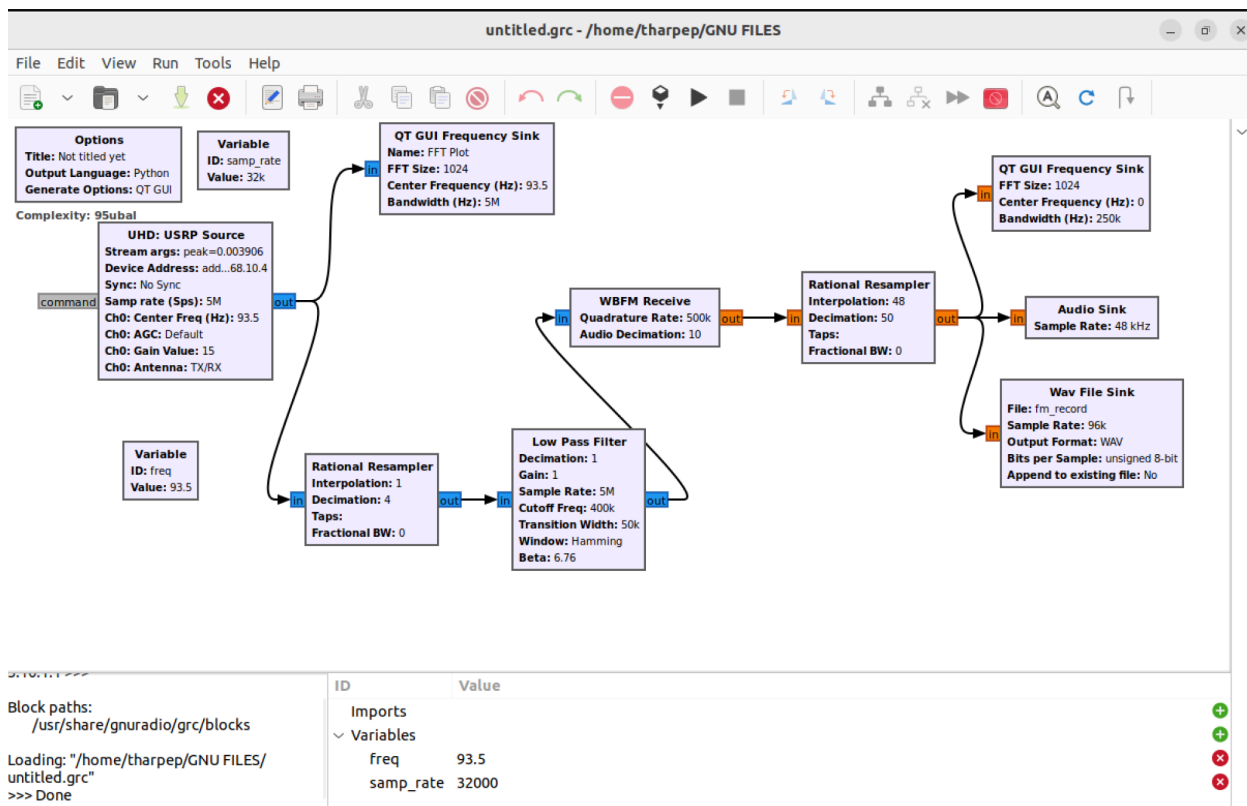 untitled.grc - /home/tharpep/GNU FILES
File Edit View Run Tools Help
Options
Title: Not titled yet
Output Language: Python
Generate Options: QT GUI
Variable
ID: samp_rate
Value: 32k
Complexity: 95ubal
QT GUI Frequency Sink
Name: FFT Plot
FFT Size: 1024
Center Frequency (Hz): 93.5
Bandwidth (Hz): 5M
in
UHD: USRP Source
Stream args: peak=0.003906
Device Address: add...68.10.4
Sync: No Sync
Samp rate (Sps): 5M
Ch0: Center Freq (Hz): 93.5
Ch0: AGC: Default
Ch0: Gain Value: 15
Ch0: Antenna: TX/RX
command
out
Variable
ID: freq
Value: 93.5
in
Rational Resampler
Interpolation: 1
Decimation: 4
Taps:
Fractional BW: 0
out
in
Low Pass Filter
Decimation: 1
Gain: 1
Sample Rate: 5M
Cutoff Freq: 400k
Transition Width: 50k
Window: Hamming
Beta: 6.76
out
in
WBFM Receive
Quadrature Rate: 500k
Audio Decimation: 10
out
in
Rational Resampler
Interpolation: 48
Decimation: 50
Taps:
Fractional BW: 0
out
in
QT GUI Frequency Sink
FFT Size: 1024
Center Frequency (Hz): 0
Bandwidth (Hz): 250k
in
Audio Sink
Sample Rate: 48 kHz
in
Wav File Sink
File: fm_record
Sample Rate: 96k
Output Format: WAV
Bits per Sample: unsigned 8-bit
Append to existing file: No
Block paths:
/usr/share/gnuradio/grc/blocks
Loading: "/home/tharpep/GNU FILES/
untitled.grc"
>>> Done
ID Value
Imports
Variables
freq 93.5
samp_rate 32000